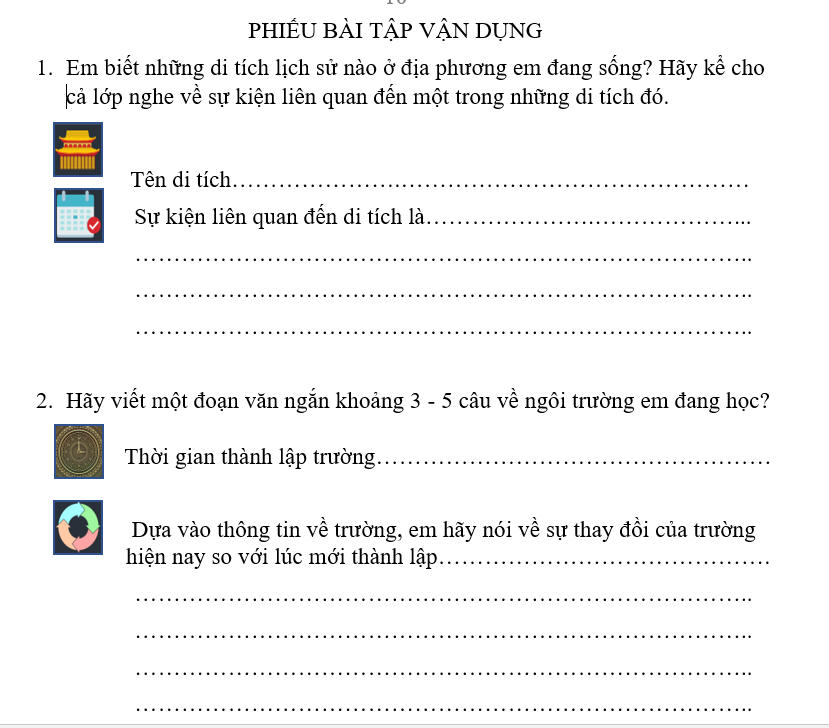 PHIẾU BÀI TẬP VẬN DỤNG
1. Em biết những di tích lịch sử nào ở địa phương em đang sống? Hãy kể cho
cả lớp nghe về sự kiện liên quan đến một trong những di tích đó.
Tên di tích...............................................................................
Sự kiện liên quan đến di tích là..................................................
................................................................................................
................................................................................................
................................................................................................
2. Hãy viết một đoạn văn ngắn khoảng 3 - 5 câu về ngôi trường em đang học?
Thời gian thành lập trường.............................................................
Dựa vào thông tin về trường, em hãy nói về sự thay đổi của trường
hiện nay so với lúc mới thành lập...................................................
................................................................................................
................................................................................................
................................................................................................
................................................................................................